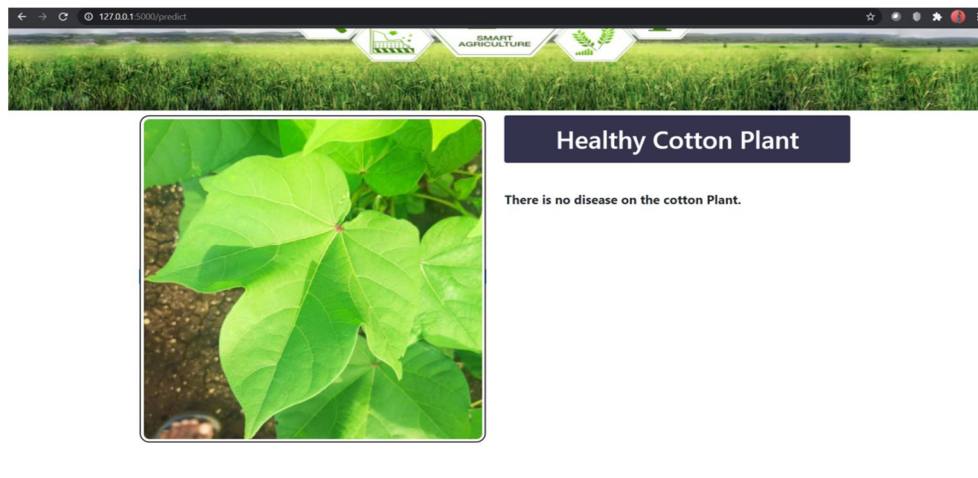 127.0.0.1:5000/predict
SMART
AGRICULTURE
Healthy Cotton Plant
There is no disease on the cotton Plant.